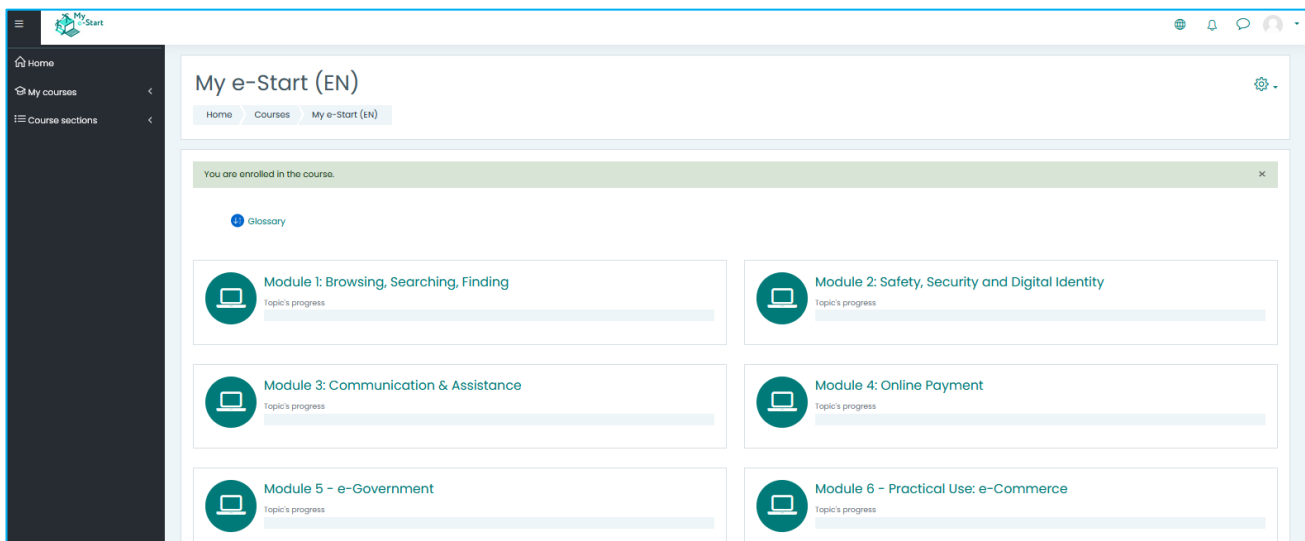 My
e-Start
Home
My courses
Course sections
My e-Start (EN)
Home Courses My e-Start (EN)
You are enrolled in the course. ×
Glossary
Module 1: Browsing, Searching, Finding
Topic's progress
Module 2: Safety, Security and Digital Identity
Topic's progress
Module 3: Communication & Assistance
Topic's progress
Module 4: Online Payment
Topic's progress
Module 5 - e-Government
Topic's progress
Module 6 - Practical Use: e-Commerce
Topic's progress